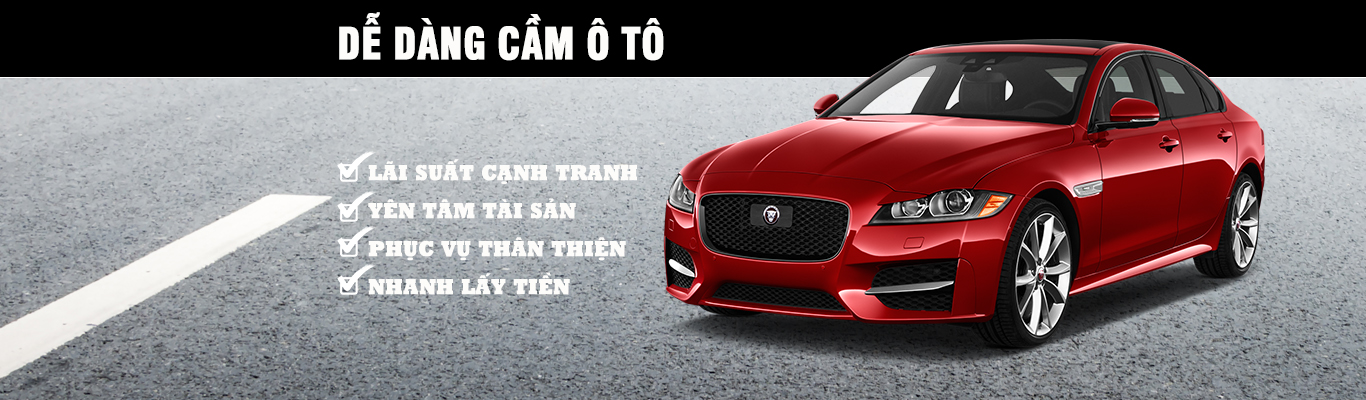 DỄ DÀNG CẦM Ô TÔ
LÃI SUẤT CẠNH TRANH
YÊN TÂM TÀI SẢN
PHỤC VỤ THÂN THIỆN
NHANH LẤY TIỀN